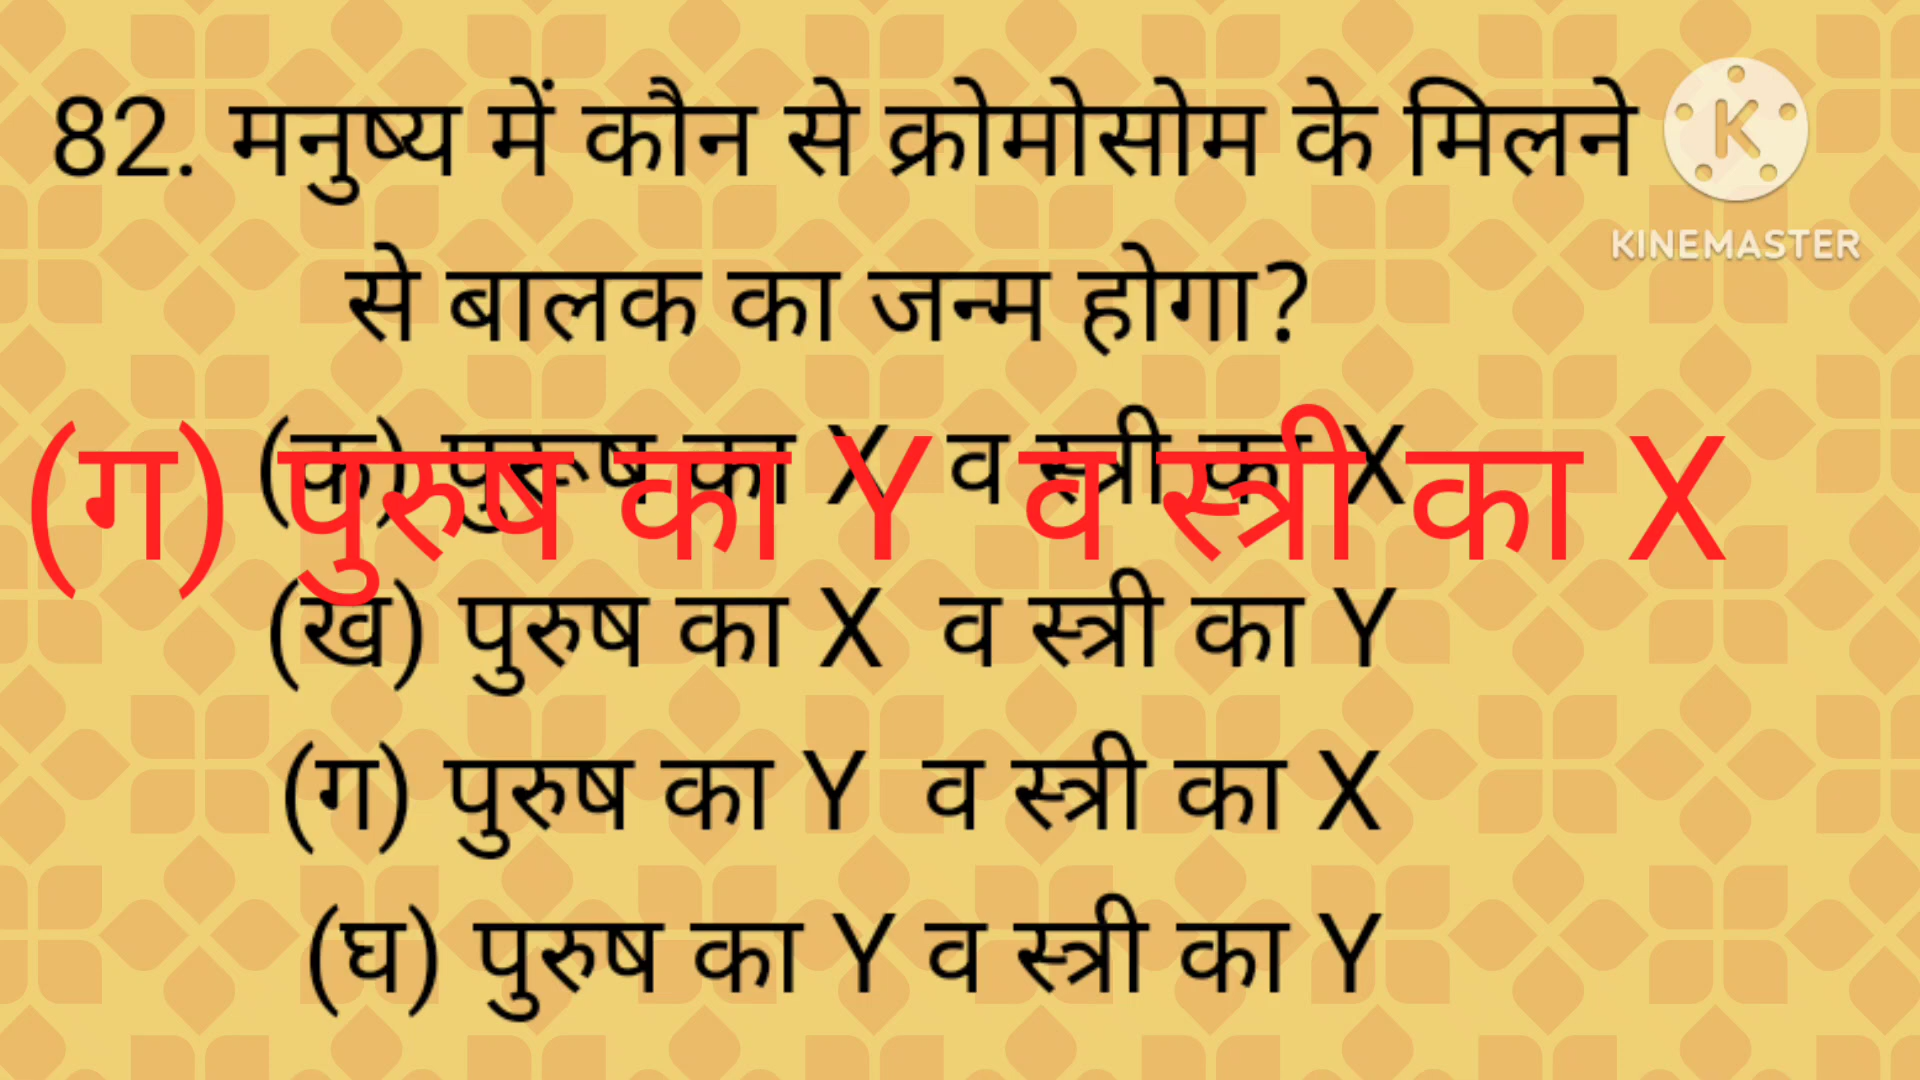 82. मनुष्य में कौन से क्रोमोसोम के मिलने
K
KINEMASTER
से बालक का जन्म होगा?
(क) पुरूष का X व स्त्री का X
(ग) पुरुष का Y व स्त्री का X
(ख) पुरुष का X व स्त्री का Y
(ग) पुरुष का Y व स्त्री का X
(घ) पुरुष का Y व स्त्री का Y